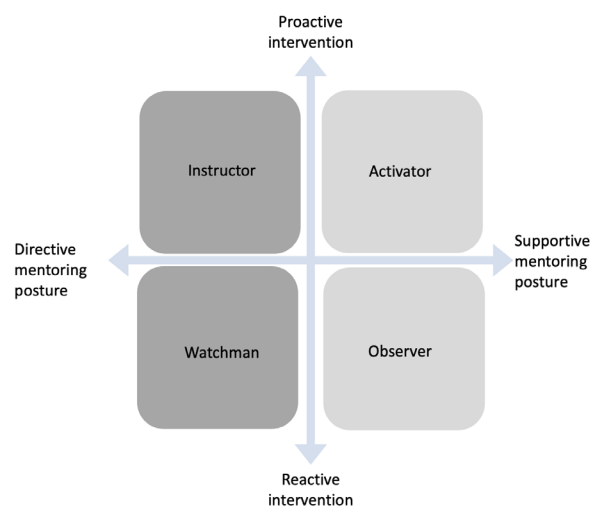 Proactive
intervention
Instructor
Activator
Directive
mentoring
posture
Supportive
mentoring
posture
Watchman
Observer
Reactive
intervention